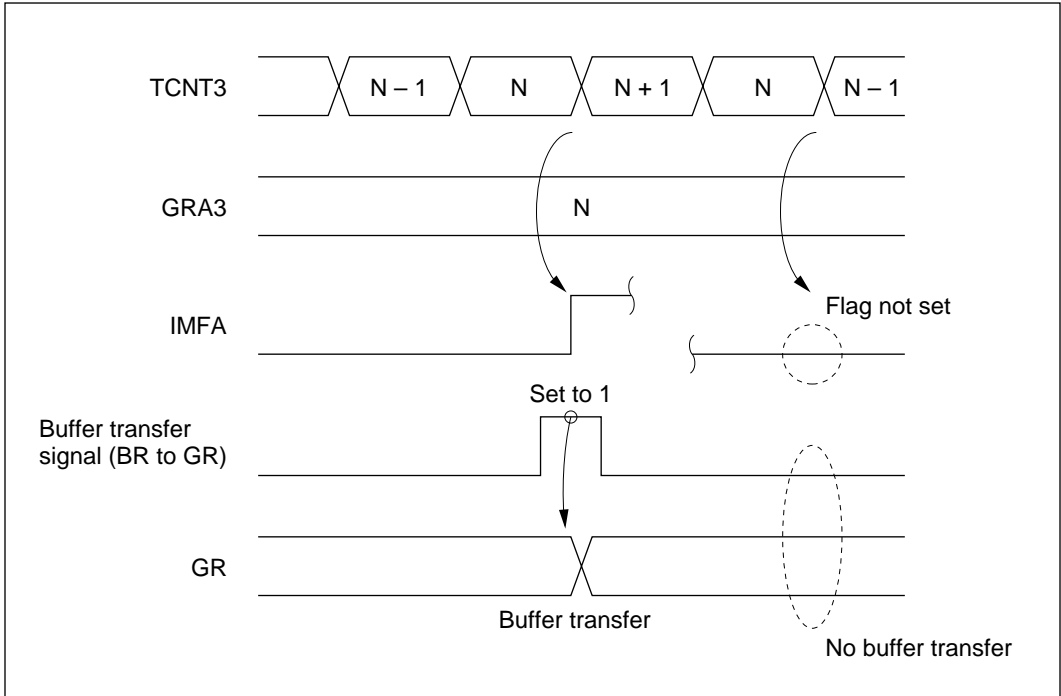 TCNT3
N – 1
N
N + 1
N
N – 1
GRA3
N
IMFA
Flag not set
Set to 1
Buffer transfer
signal (BR to GR)
GR
Buffer transfer
No buffer transfer